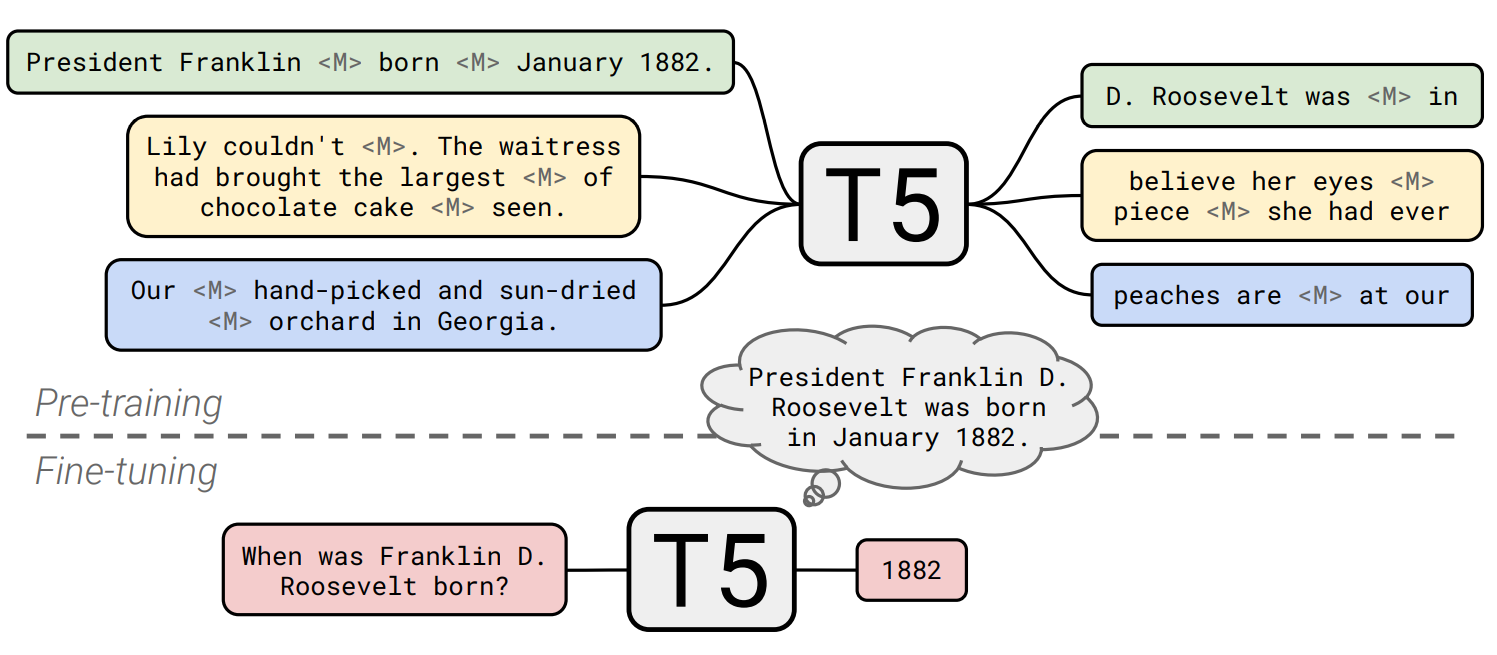 President Franklin <M> born <M> January 1882.
Lily couldn't <M>. The waitress
had brought the largest <M> of
chocolate cake <M> seen.
Our <M> hand-picked and sun-dried
<M> orchard in Georgia.
T5
D. Roosevelt was <M> in
believe her eyes <M>
piece <M> she had ever
peaches are <M> at our
Pre-training
President Franklin D.
Roosevelt was born
in January 1882.
Fine-tuning
When was Franklin D.
Roosevelt born?
T5
1882